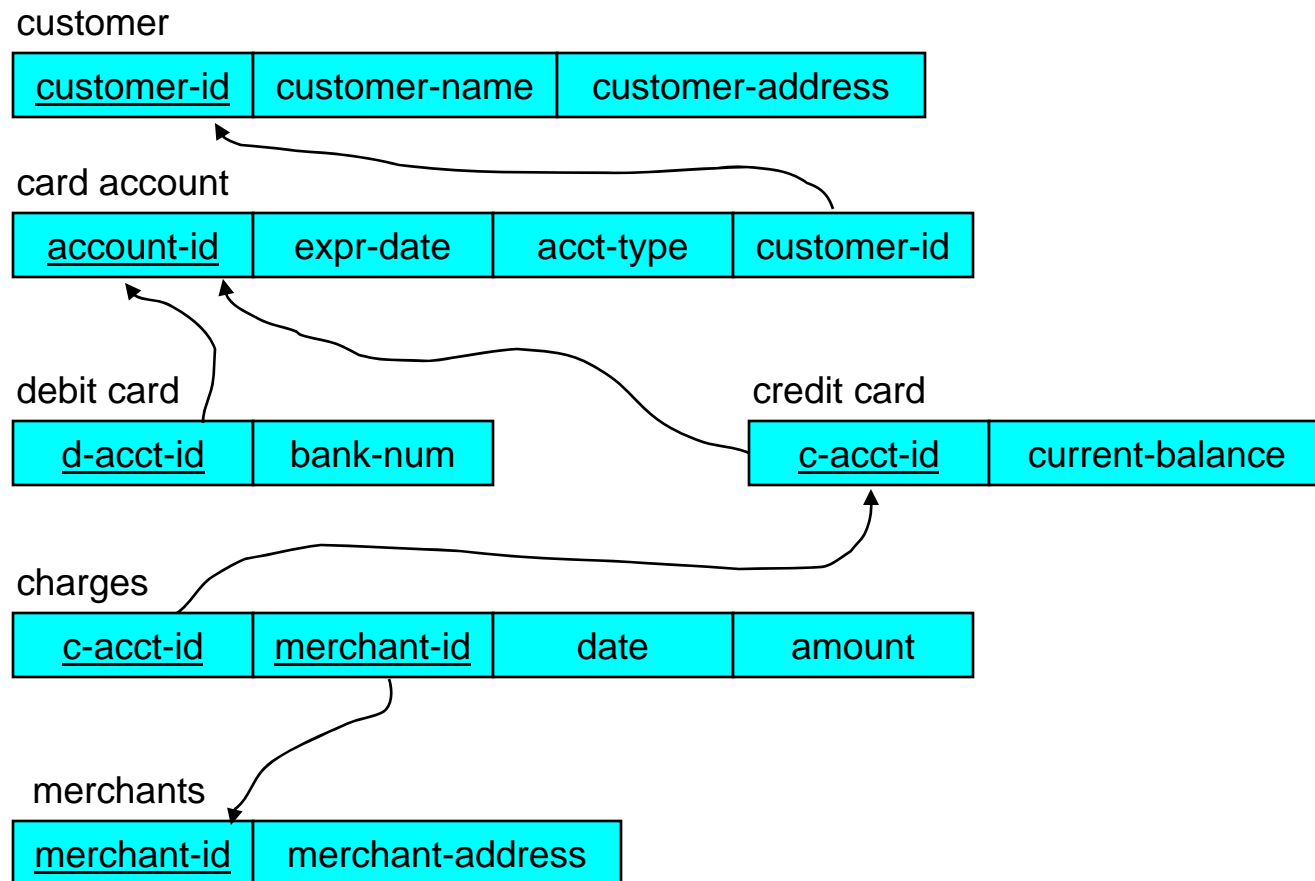 customer
customer-id customer-name customer-address
card account
account-id expr-date acct-type customer-id
debit card credit card
d-acct-id bank-num c-acct-id current-balance
charges
c-acct-id merchant-id date amount
merchants
merchant-id merchant-address